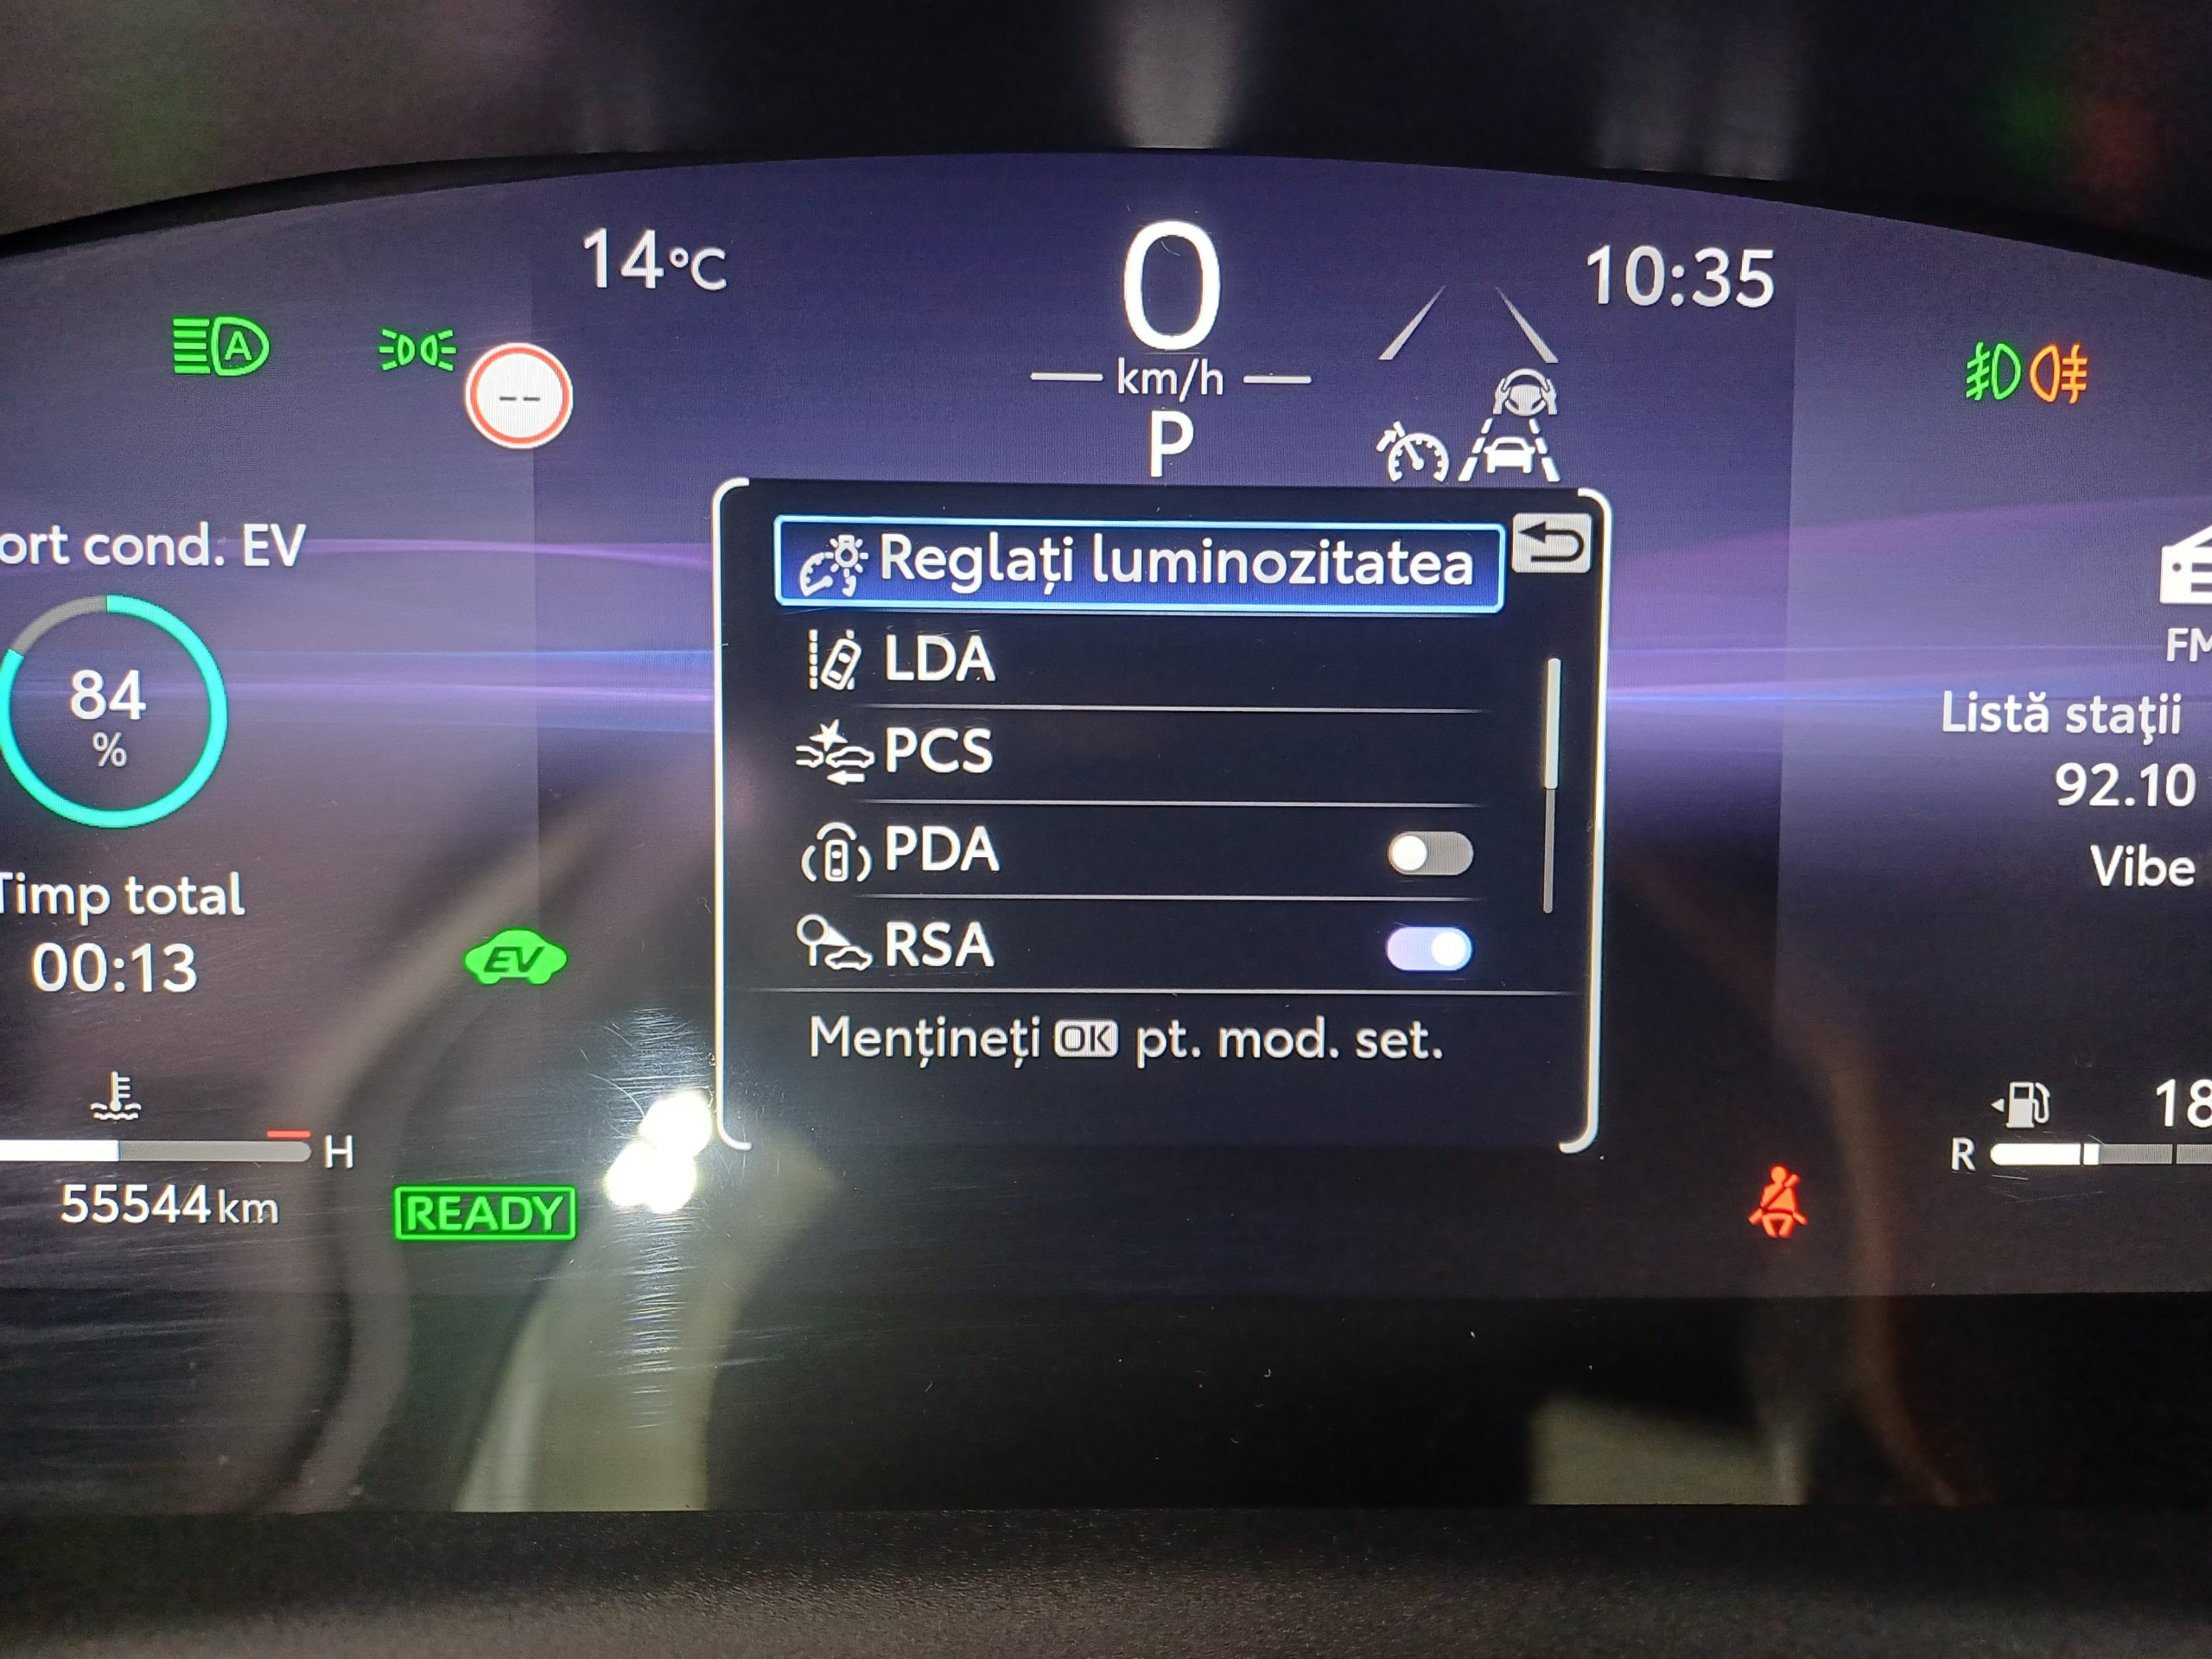 14°C
0
10:35
km/h
A
--
P
ort cond. EV
84
%
Timp total
00:13
EV
H
55544 km
READY
Reglați luminozitatea
LDA
PCS
PDA
RSA
Mențineți OK pt. mod. set.
FM
Listă staţii
92.10
Vibe
18
R